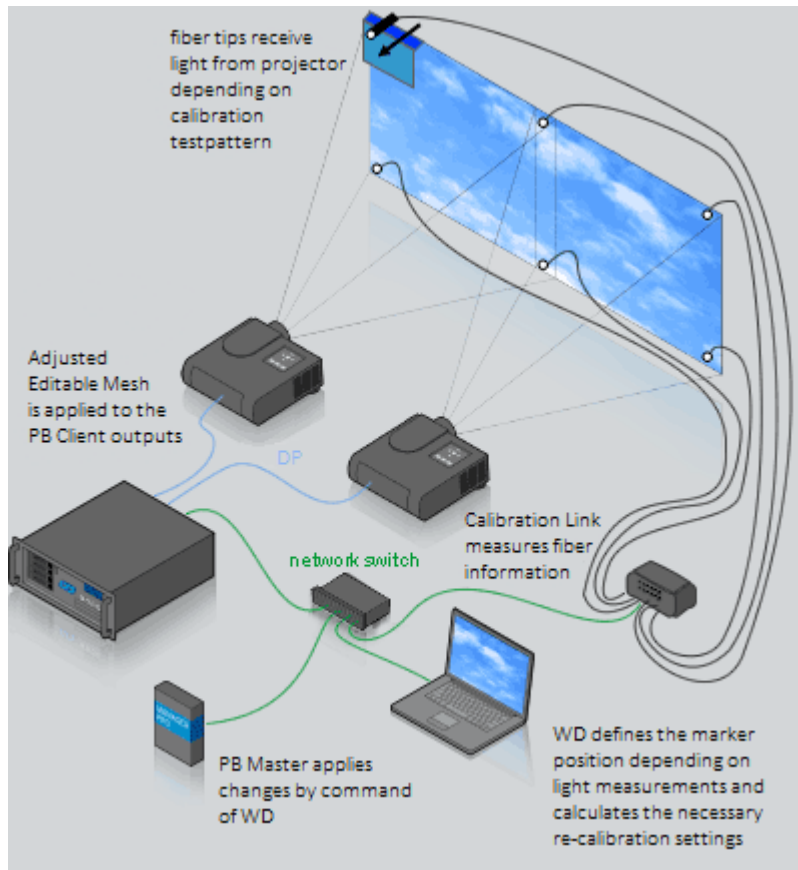 fiber tips receive
light from projector
depending on
calibration
testpattern
Adjusted
Editable Mesh
is applied to the
PB Client outputs
DP
Calibration Link
measures fiber
information
network switch
MANAGER
PRO
PB Master applies
changes by command
of WD
WD defines the marker
position depending on
light measurements and
calculates the necessary
re-calibration settings